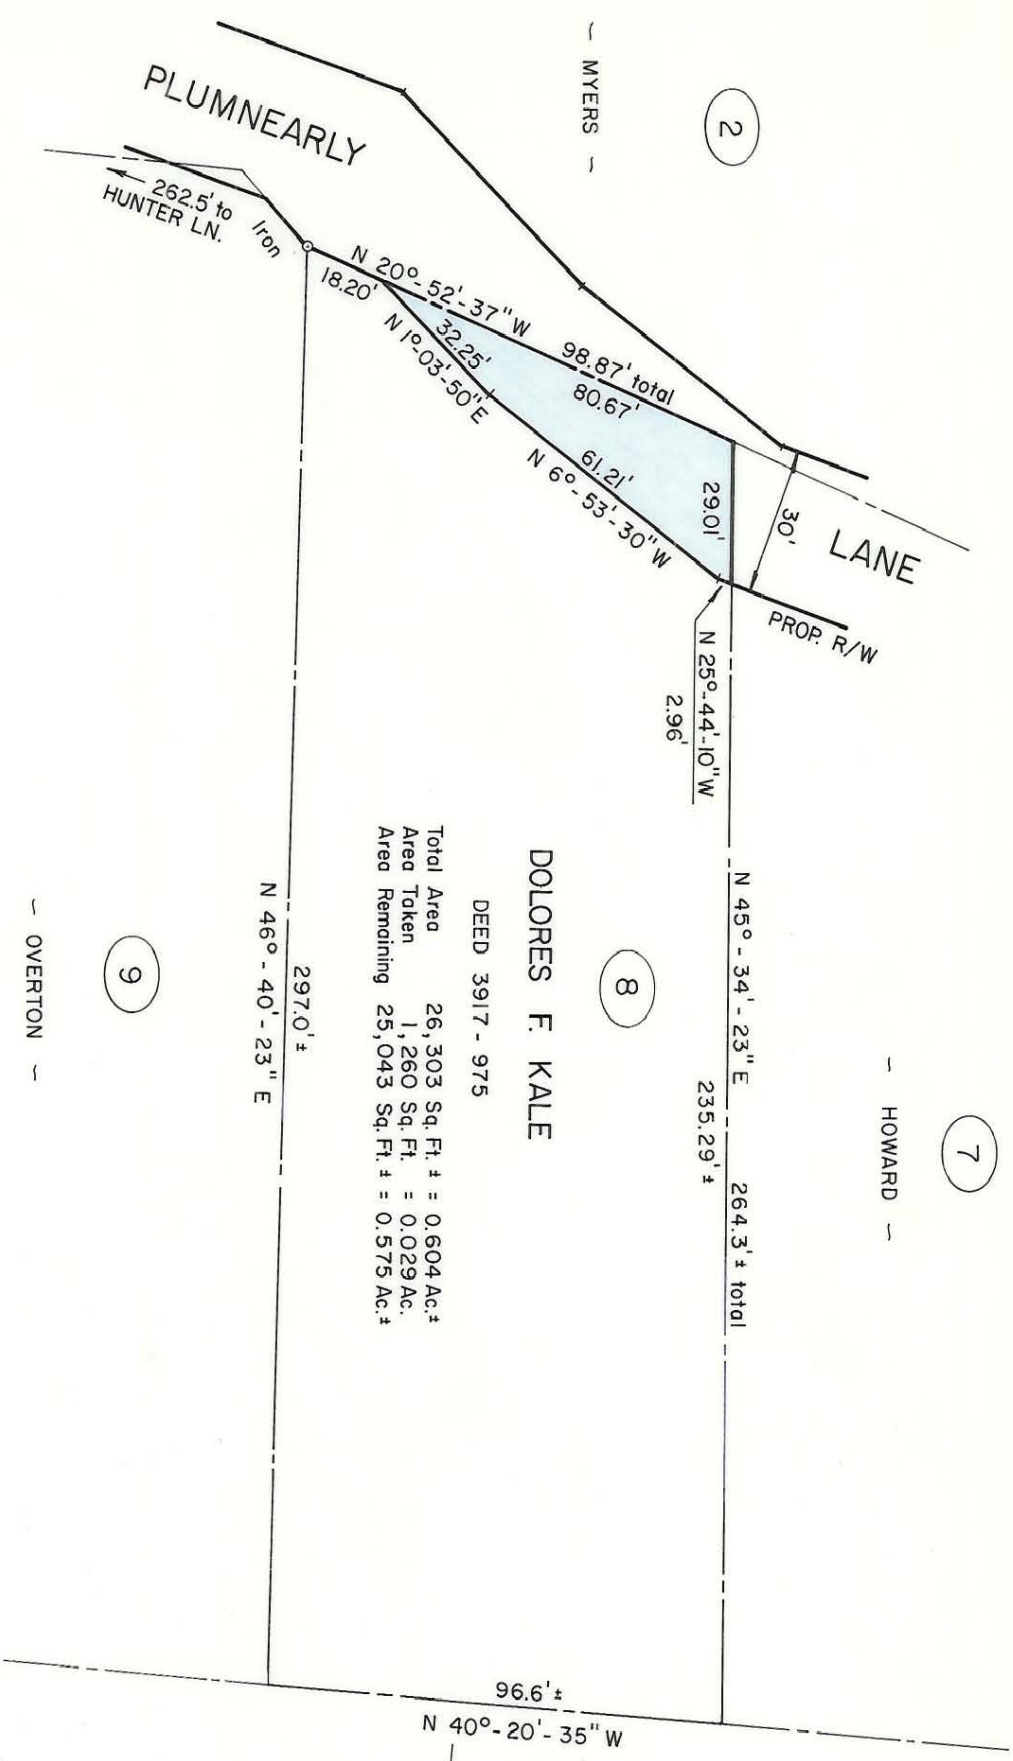 ~ MYERS ~
2
PLUMNEARLY
LANE
262.5' to
HUNTER LN.
Iron
18.20'
N 20°-52'-37" W
98.87' total
80.67'
32.25'
N 1°-03'-50" E
61.21'
N 6°-53'-30" W
29.01'
30'
PROP. R/W
N 25°-44'-10" W
2.96'
N 45° - 34' - 23" E
264.3' ± total
235.29' ±
7
~ HOWARD ~
8
DOLORES F. KALE
DEED 3917 - 975
Total Area 26,303 Sq. Ft. ± = 0.604 Ac. ±
Area Taken 1,260 Sq. Ft. = 0.029 Ac.
Area Remaining 25,043 Sq. Ft. ± = 0.575 Ac. ±
297.0' ±
N 46° - 40' - 23" E
9
~ OVERTON ~
96.6' ±
N 40°- 20' - 35" W